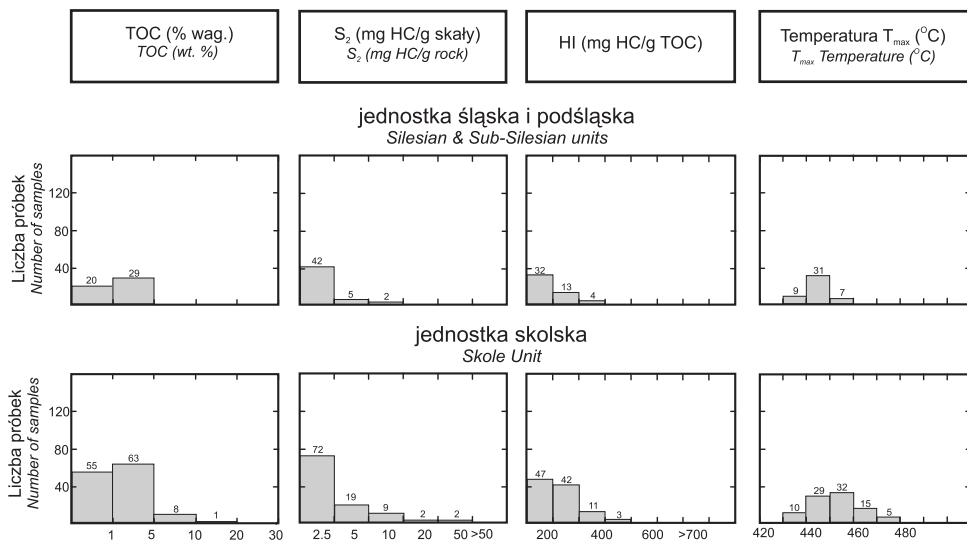 TOC (% wag.)
TOC (wt. %)
S2 (mg HC/g skały)
S2 (mg HC/g rock)
HI (mg HC/g TOC)
Temperatura Tmax (°C)
Tmax Temperature (°C)
jednostka śląska i podśląska
Silesian & Sub-Silesian units
Liczba próbek
Number of samples
120
80
40
20 29
42 5 2
32 13 4
9 31 7
jednostka skolska
Skole Unit
Liczba próbek
Number of samples
120
80
40
55 63 8 1
72 19 9 2 2
47 42 11 3
10 29 32 15 5
1 5 10 20 30
2.5 5 10 20 50 >50
200 400 600 >700
420 440 460 480